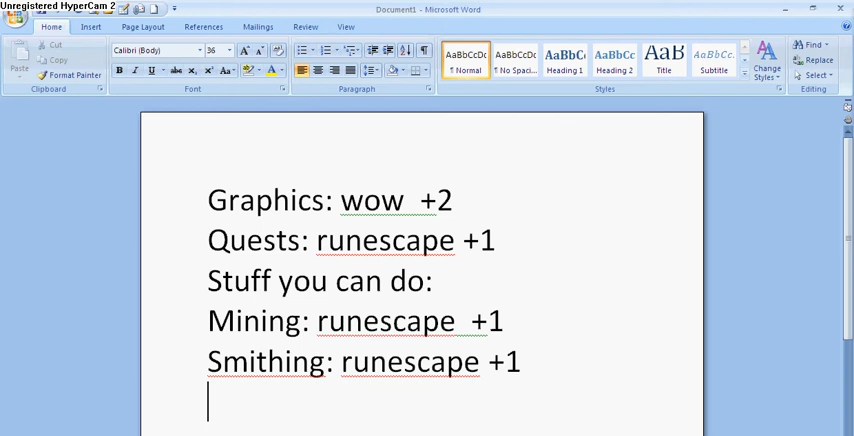 Unregistered HyperCam 2
Document1 - Microsoft Word
Home Insert Page Layout References Mailings Review View
Cut
Copy
Format Painter
Paste
Clipboard
Calibri (Body) 36
Font
Paragraph
AaBbCcDc AaBbCcDc AaBbC AaBbCc AaB AaBbCc.
¶ Normal ¶ No Spaci... Heading 1 Heading 2 Title Subtitle
Change Styles
Styles
Find
Replace
Select
Editing
Graphics: wow +2
Quests: runescape +1
Stuff you can do:
Mining: runescape +1
Smithing: runescape +1